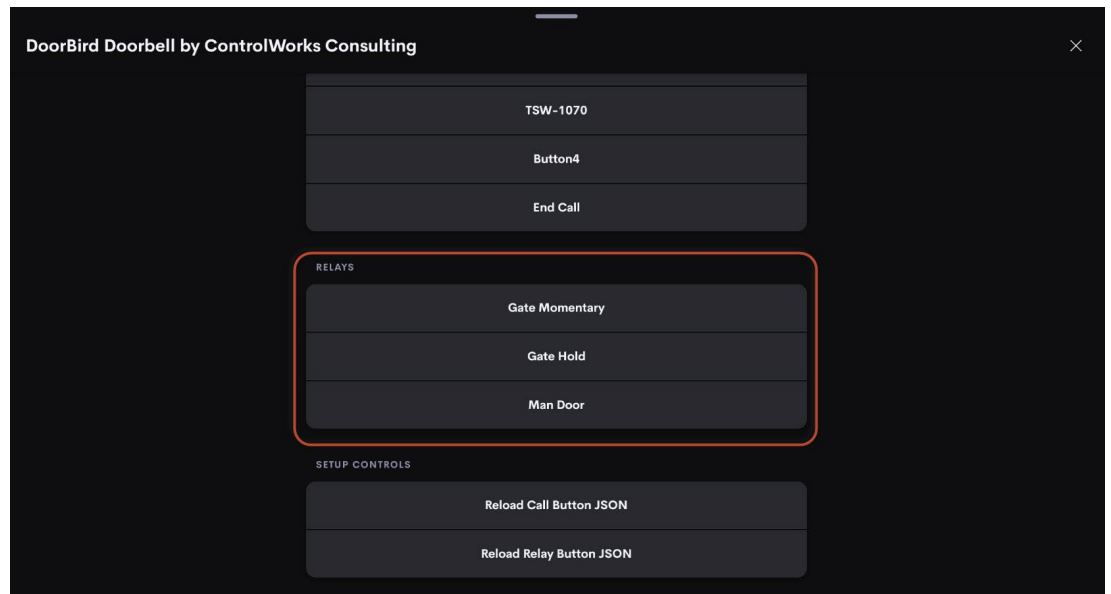 DoorBird Doorbell by ControlWorks Consulting
TSW-1070
Button4
End Call
RELAYS
Gate Momentary
Gate Hold
Man Door
SETUP CONTROLS
Reload Call Button JSON
Reload Relay Button JSON